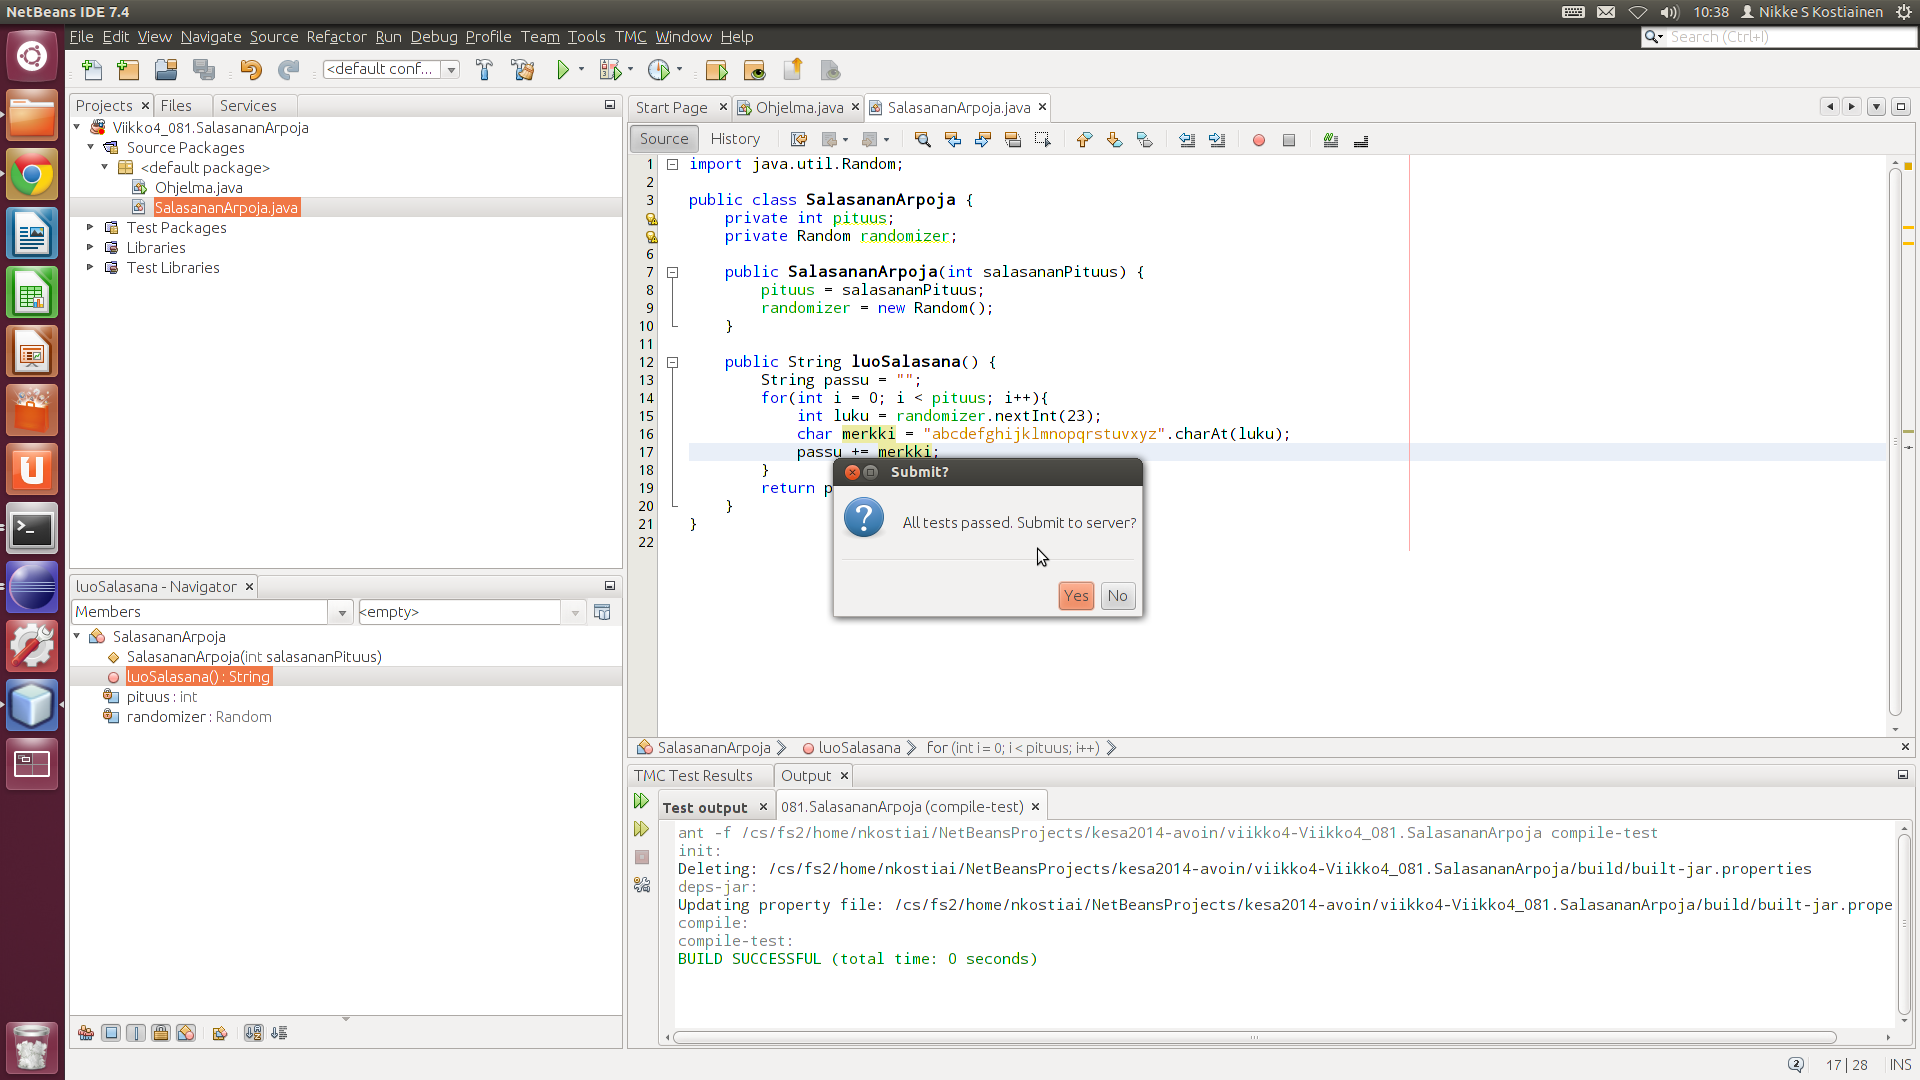 NetBeans IDE 7.4
10:38
Nikke S Kostiainen
File Edit View Navigate Source Refactor Run Debug Profile Team Tools TMC Window Help
Search (Ctrl+I)
<default conf...
Projects Files Services
Viikko4_081.SalasananArpoja
Source Packages
<default package>
Ohjelma.java
SalasananArpoja.java
Test Packages
Libraries
Test Libraries
Start Page Ohjelma.java SalasananArpoja.java
Source History
1 import java.util.Random;
2
3 public class SalasananArpoja {
private int pituus;
private Random randomizer;
6
7 public SalasananArpoja(int salasananPituus) {
8 pituus = salasananPituus;
9 randomizer = new Random();
10 }
11
12 public String luoSalasana() {
13 String passu = "";
14 for(int i = 0; i < pituus; i++){
15 int luku = randomizer.nextInt(23);
16 char merkki = "abcdefghijklmnopqrstuvxyz".charAt(luku);
17 passu += merkki;
18 }
19 return p
20 }
21 }
22
Submit?
All tests passed. Submit to server?
Yes No
luoSalasana - Navigator
Members <empty>
SalasananArpoja
SalasananArpoja(int salasananPituus)
luoSalasana() : String
pituus : int
randomizer : Random
SalasananArpoja luoSalasana for (int i = 0; i < pituus; i++)
TMC Test Results Output
Test output 081.SalasananArpoja (compile-test)
ant -f /cs/fs2/home/nkostiai/NetBeansProjects/kesa2014-avoin/viikko4-Viikko4_081.SalasananArpoja compile-test
init:
Deleting: /cs/fs2/home/nkostiai/NetBeansProjects/kesa2014-avoin/viikko4-Viikko4_081.SalasananArpoja/build/built-jar.properties
deps-jar:
Updating property file: /cs/fs2/home/nkostiai/NetBeansProjects/kesa2014-avoin/viikko4-Viikko4_081.SalasananArpoja/build/built-jar.prope
compile:
compile-test:
BUILD SUCCESSFUL (total time: 0 seconds)
2 17 | 28 INS